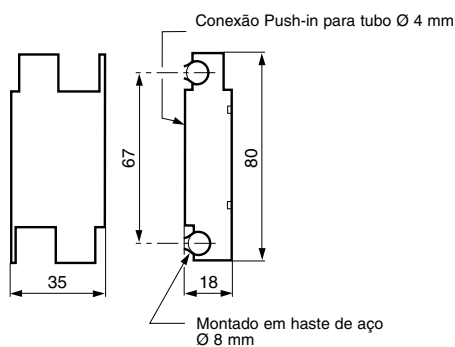 Conexão Push-in para tubo Ø 4 mm
67
80
35
18
Montado em haste de aço
Ø 8 mm